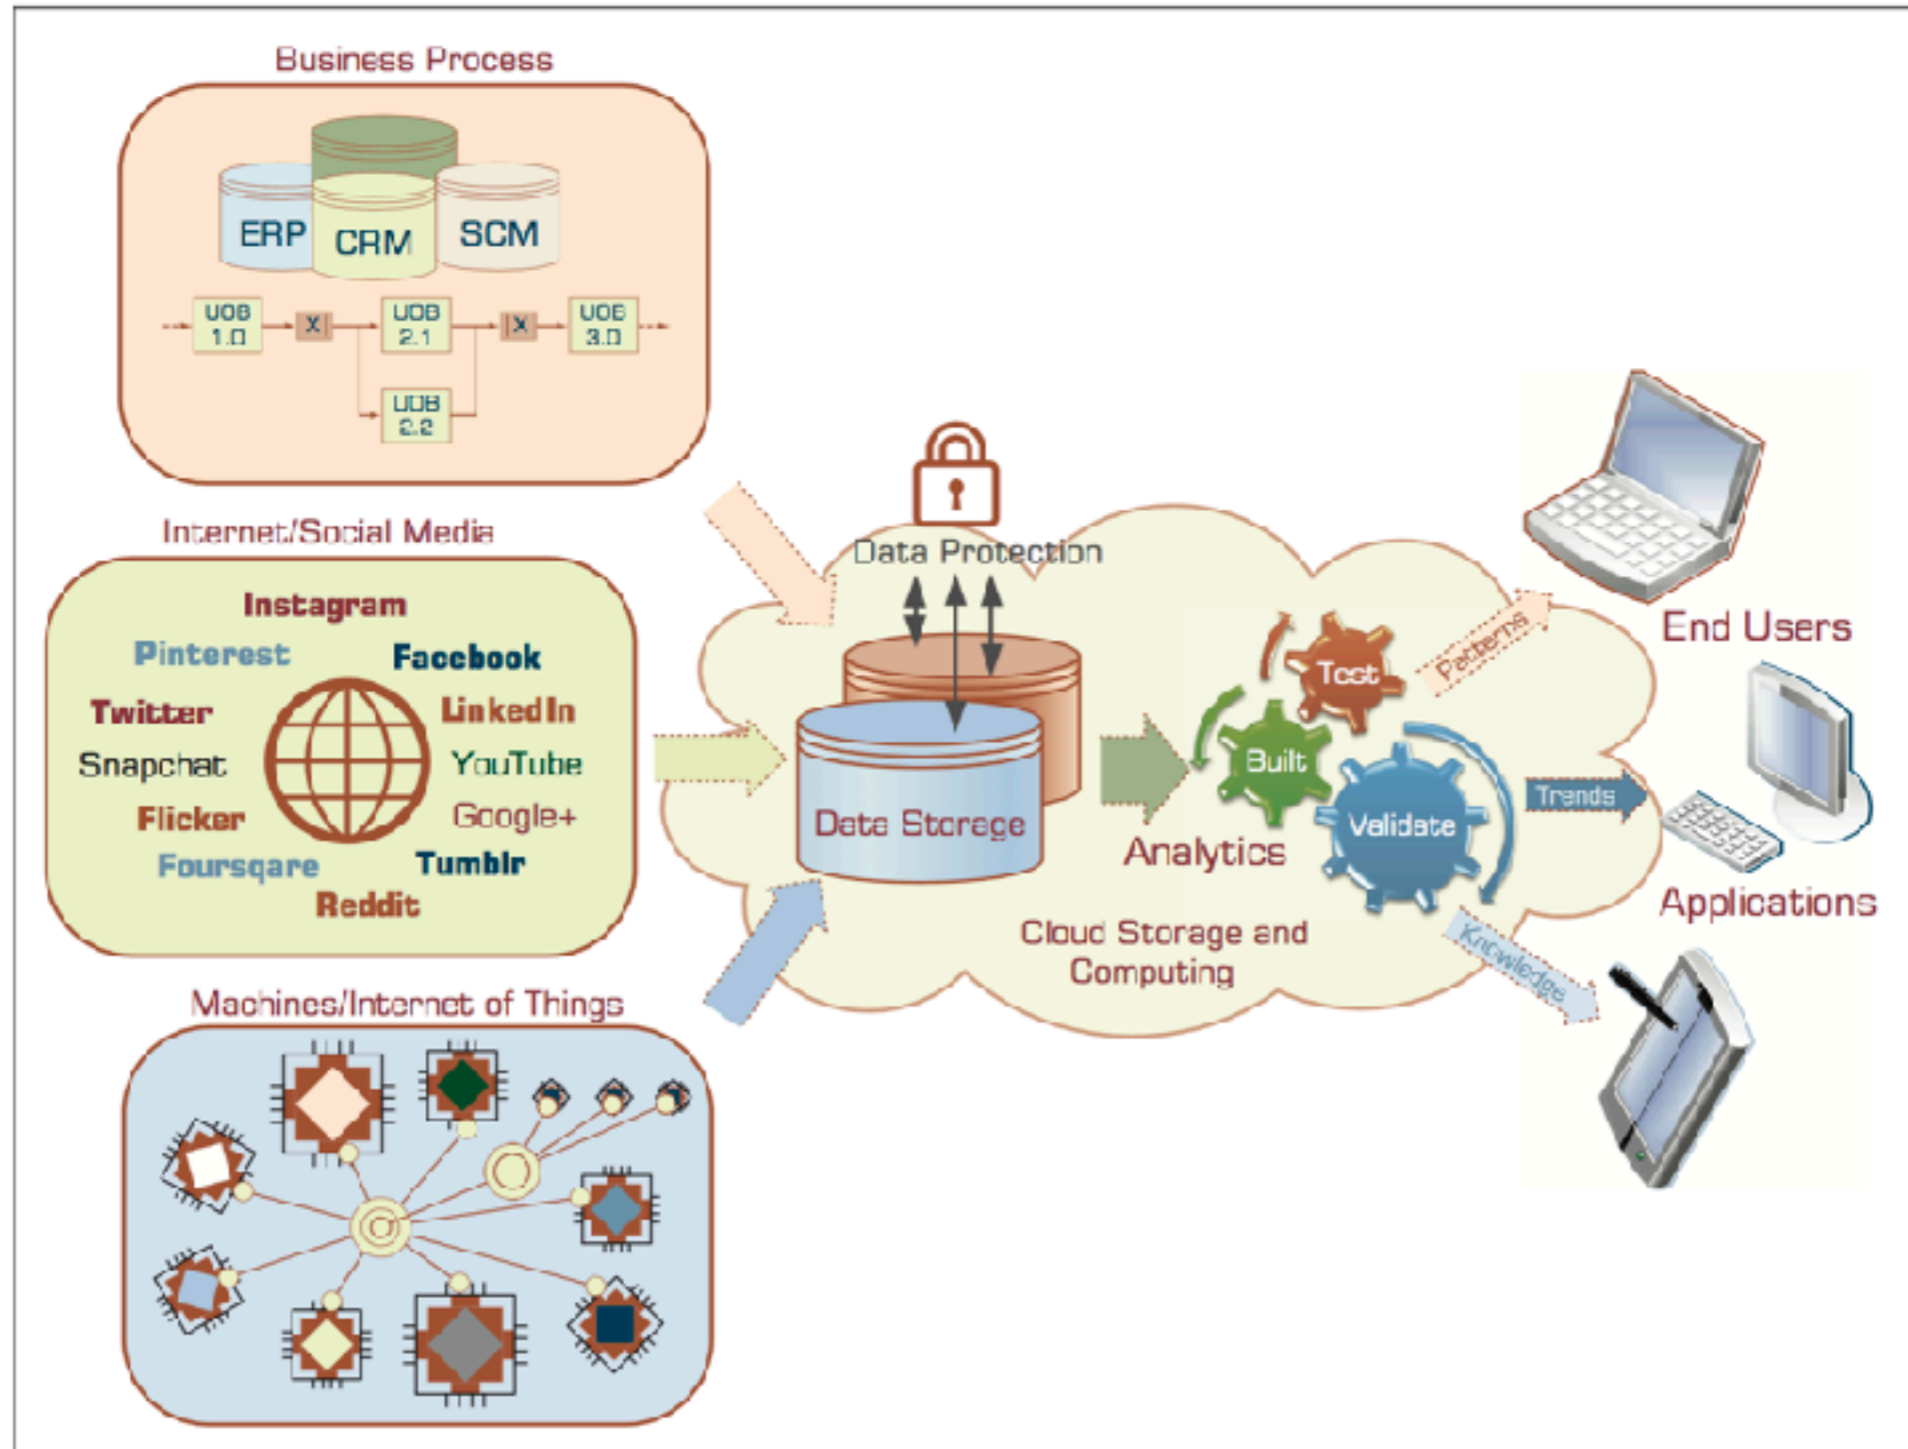 Business Process
ERP
CRM
SCM
UOB
1.0
X
UOB
2.1
X
UOB
3.0
UOB
2.2
Internet/Social Media
Instagram
Pinterest
Facebook
Twitter
LinkedIn
Snapchat
YouTube
Flicker
Google+
Foursqare
Tumblr
Reddit
Machines/Internet of Things
Data Protection
Data Storage
Analytics
Test
Built
Validate
Cloud Storage and
Computing
Patterns
Trends
Knowledge
End Users
Applications